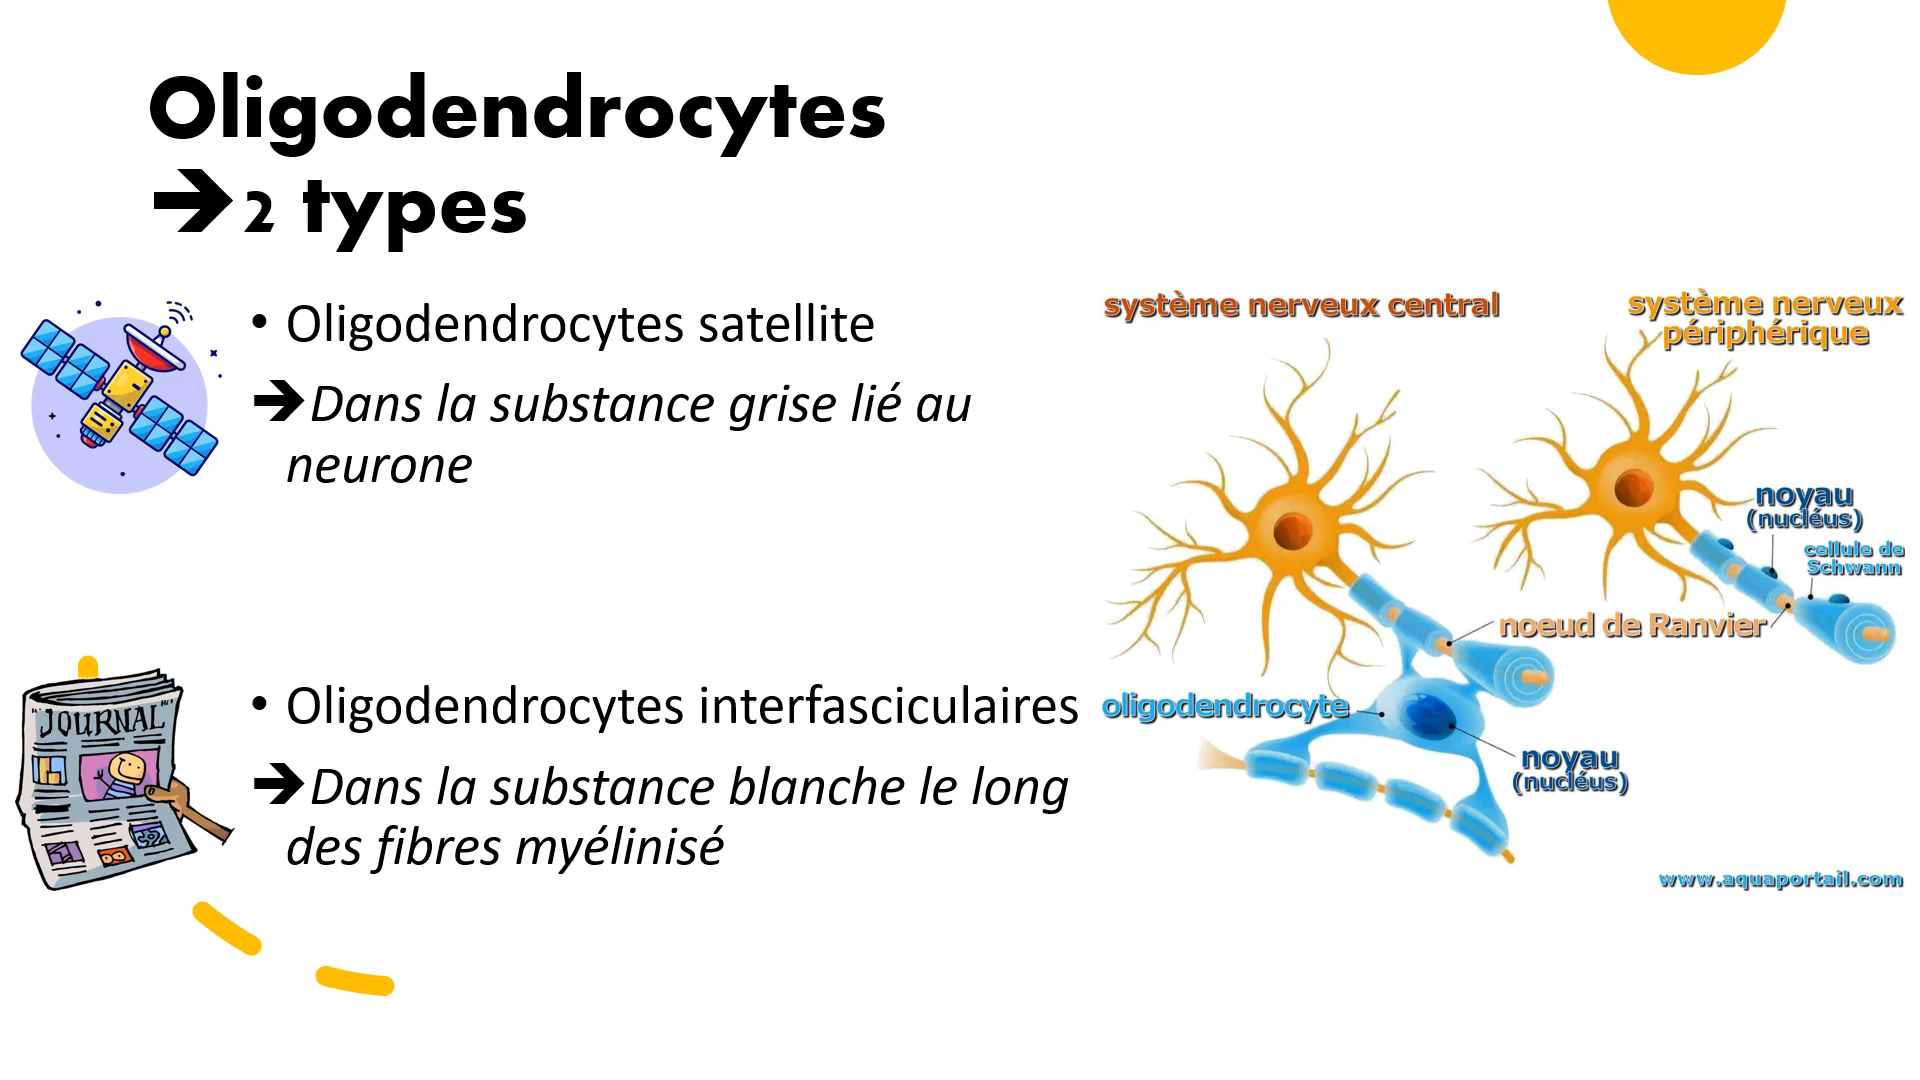 Oligodendrocytes
➔2 types
• Oligodendrocytes satellite
➔Dans la substance grise lié au
neurone
JOURNAL
• Oligodendrocytes interfasciculaires
➔Dans la substance blanche le long
des fibres myélinisé
système nerveux central
système nerveux
périphérique
noyau
(nucléus)
cellule de
Schwann
noeud de Ranvier
oligodendrocyte
noyau
(nucléus)
www.aquaportail.com